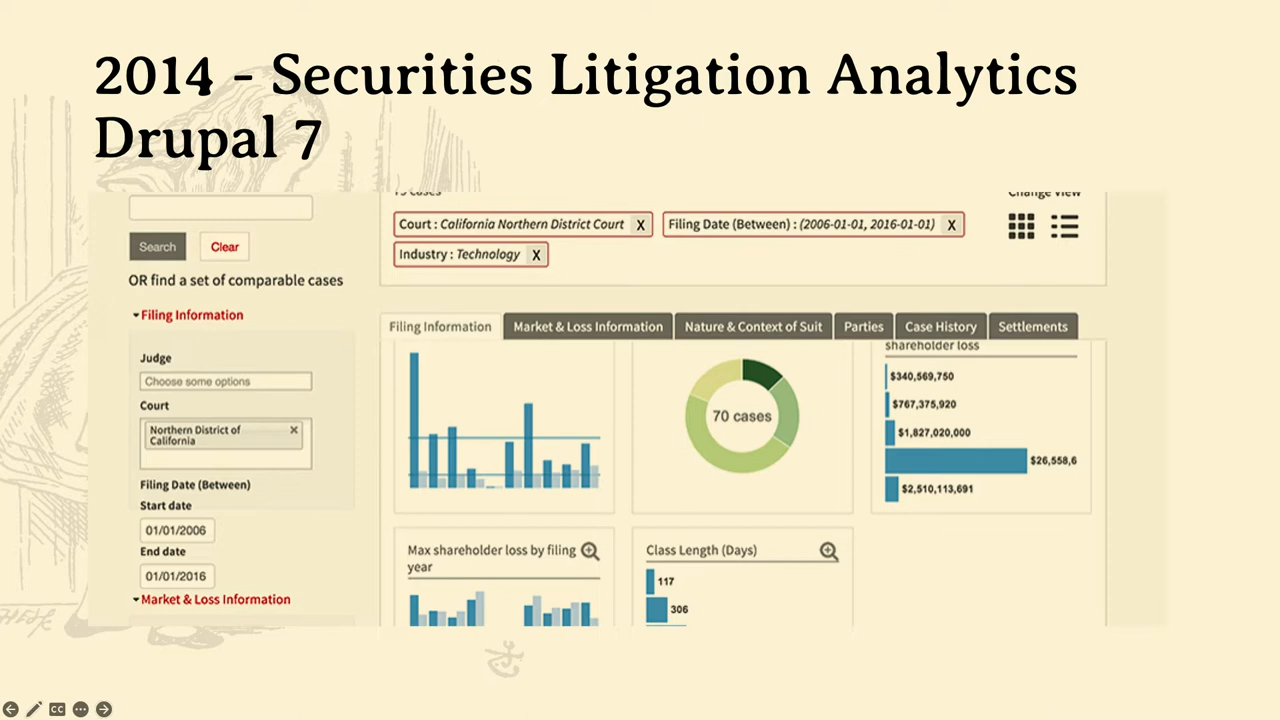 2014 - Securities Litigation Analytics
Drupal 7
Search
Clear
OR find a set of comparable cases
Filing Information
Judge
Choose some options
Court
Northern District of
California
Filing Date (Between)
Start date
01/01/2006
End date
01/01/2016
Market & Loss Information
cases
Change View
Court : California Northern District Court X
Filing Date (Between) : (2006-01-01, 2016-01-01) X
Industry : Technology X
Filing Information
Market & Loss Information
Nature & Context of Suit
Parties
Case History
Settlements
70 cases
shareholder loss
$340,569,750
$767,375,920
$1,827,020,000
$26,558,6
$2,510,113,691
Max shareholder loss by filing
year
Class Length (Days)
117
306
CC